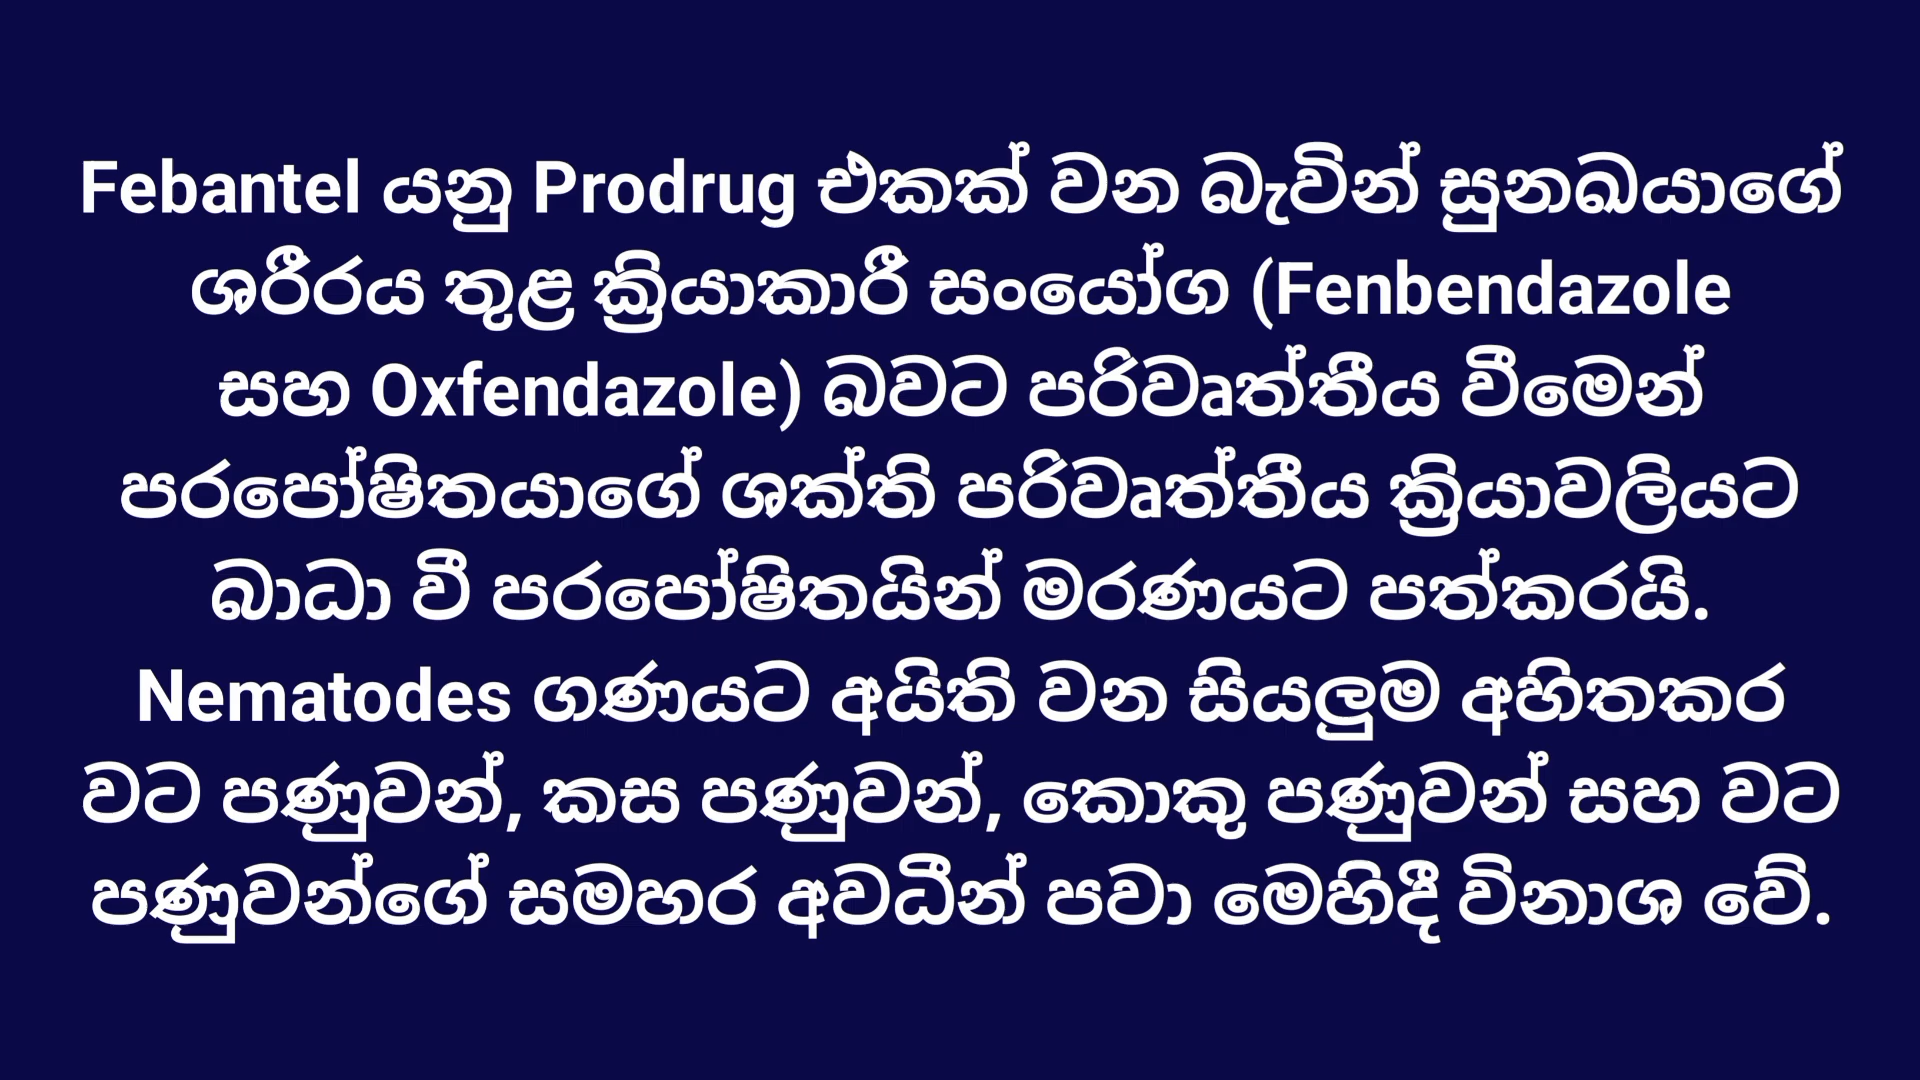 Febantel යනු Prodrug එකක් වන බැවින් සුනඛයාගේ
ශරීරය තුළ ක්‍රියාකාරී සංයෝග (Fenbendazole
සහ Oxfendazole) බවට පරිවෘත්තීය වීමෙන්
පරපෝෂිතයාගේ ශක්ති පරිවෘත්තීය ක්‍රියාවලියට
බාධා වී පරපෝෂිතයින් මරණයට පත්කරයි.
Nematodes ගණයට අයිති වන සියලුම අහිතකර
වට පණුවන්, කස පණුවන්, කොකු පණුවන් සහ වට
පණුවන්ගේ සමහර අවධීන් පවා මෙහිදී විනාශ වේ.